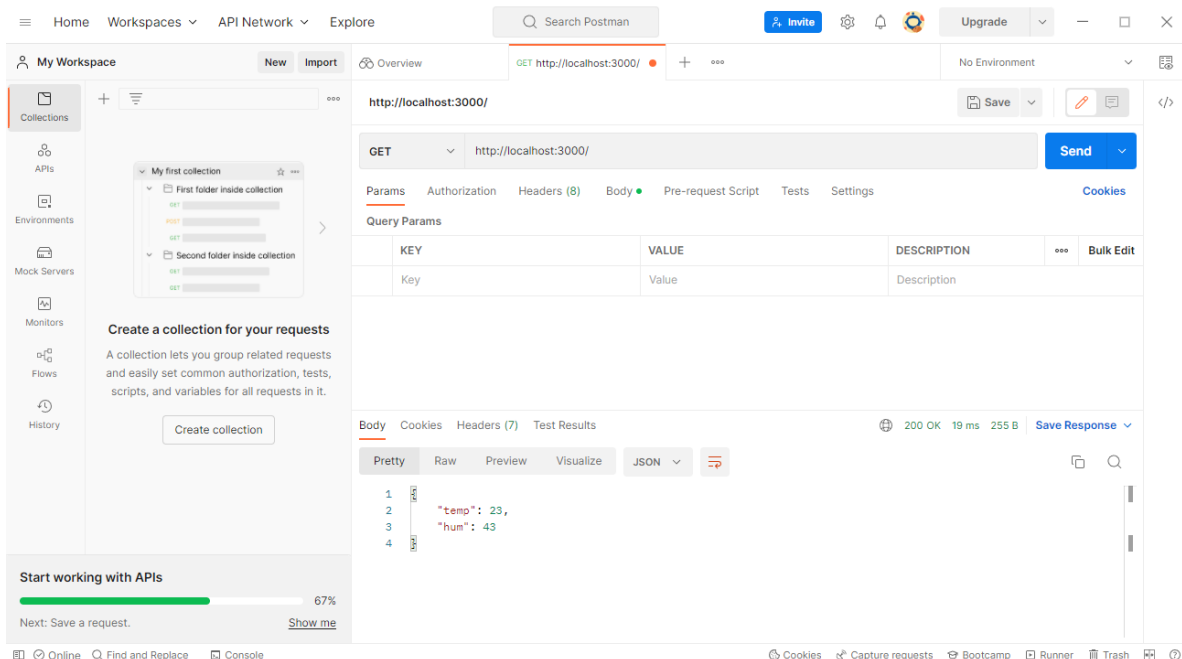 Home Workspaces API Network Explore Search Postman Invite Upgrade
My Workspace New Import Overview GET http://localhost:3000/ No Environment
Collections
APIs
Environments
Mock Servers
Monitors
Flows
History
My first collection
First folder inside collection
GET
POST
GET
Second folder inside collection
GET
GET
Create a collection for your requests
A collection lets you group related requests
and easily set common authorization, tests,
scripts, and variables for all requests in it.
Create collection
Start working with APIs
67%
Next: Save a request. Show me
http://localhost:3000/ Save
GET http://localhost:3000/ Send
Params Authorization Headers (8) Body Pre-request Script Tests Settings Cookies
Query Params
KEY VALUE DESCRIPTION Bulk Edit
Key Value Description
Body Cookies Headers (7) Test Results 200 OK 19 ms 255 B Save Response
Pretty Raw Preview Visualize JSON
1 {
2 "temp": 23,
3 "hum": 43
4 }
Online Find and Replace Console Cookies Capture requests Bootcamp Runner Trash